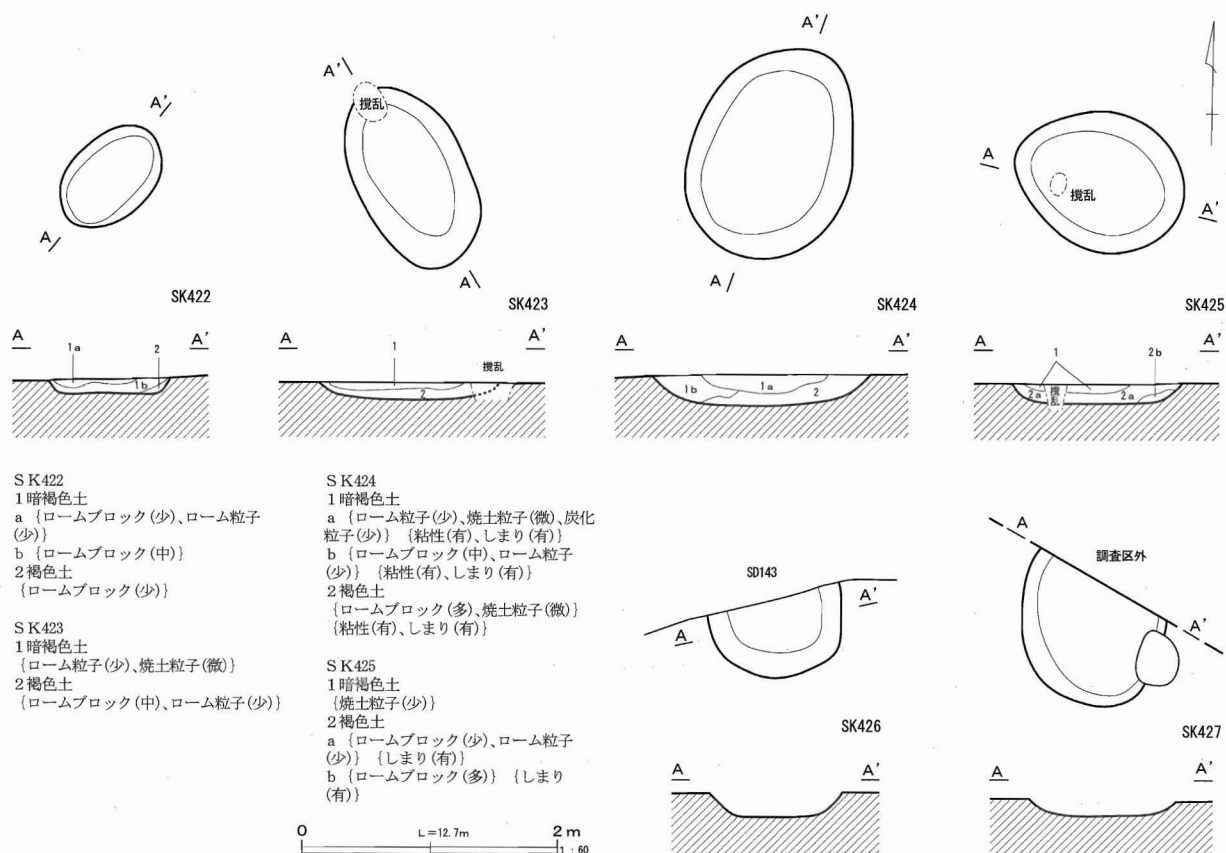 A'
A
SK422
A'
撹乱
A
SK423
A'
A
SK424
A
撹乱
A'
SK425
A
1a
2
A'
1b
A
1
A'
撹乱
2
A
A'
1b
1a
2
A
1
2b
A'
2a
撹乱
2a
SK422
1暗褐色土
a {ロームブロック(少)、ローム粒子
(少)}
b {ロームブロック(中)}
2褐色土
{ロームブロック(少)}
SK423
1暗褐色土
{ローム粒子(少)、焼土粒子(微)}
2褐色土
{ロームブロック(中)、ローム粒子(少)}
SK424
1暗褐色土
a {ローム粒子(少)、焼土粒子(微)、炭化
粒子(少)} {粘性(有)、しまり(有)}
b {ロームブロック(中)、ローム粒子
(少)} {粘性(有)、しまり(有)}
2褐色土
{ロームブロック(多)、焼土粒子(微)}
{粘性(有)、しまり(有)}
SK425
1暗褐色土
{焼土粒子(少)}
2褐色土
a {ロームブロック(少)、ローム粒子
(少)} {しまり(有)}
b {ロームブロック(多)} {しまり
(有)}
SD143
A
A'
SK426
A
A'
A
調査区外
A'
SK427
A
A'
0
L=12.7m
2m
1:60